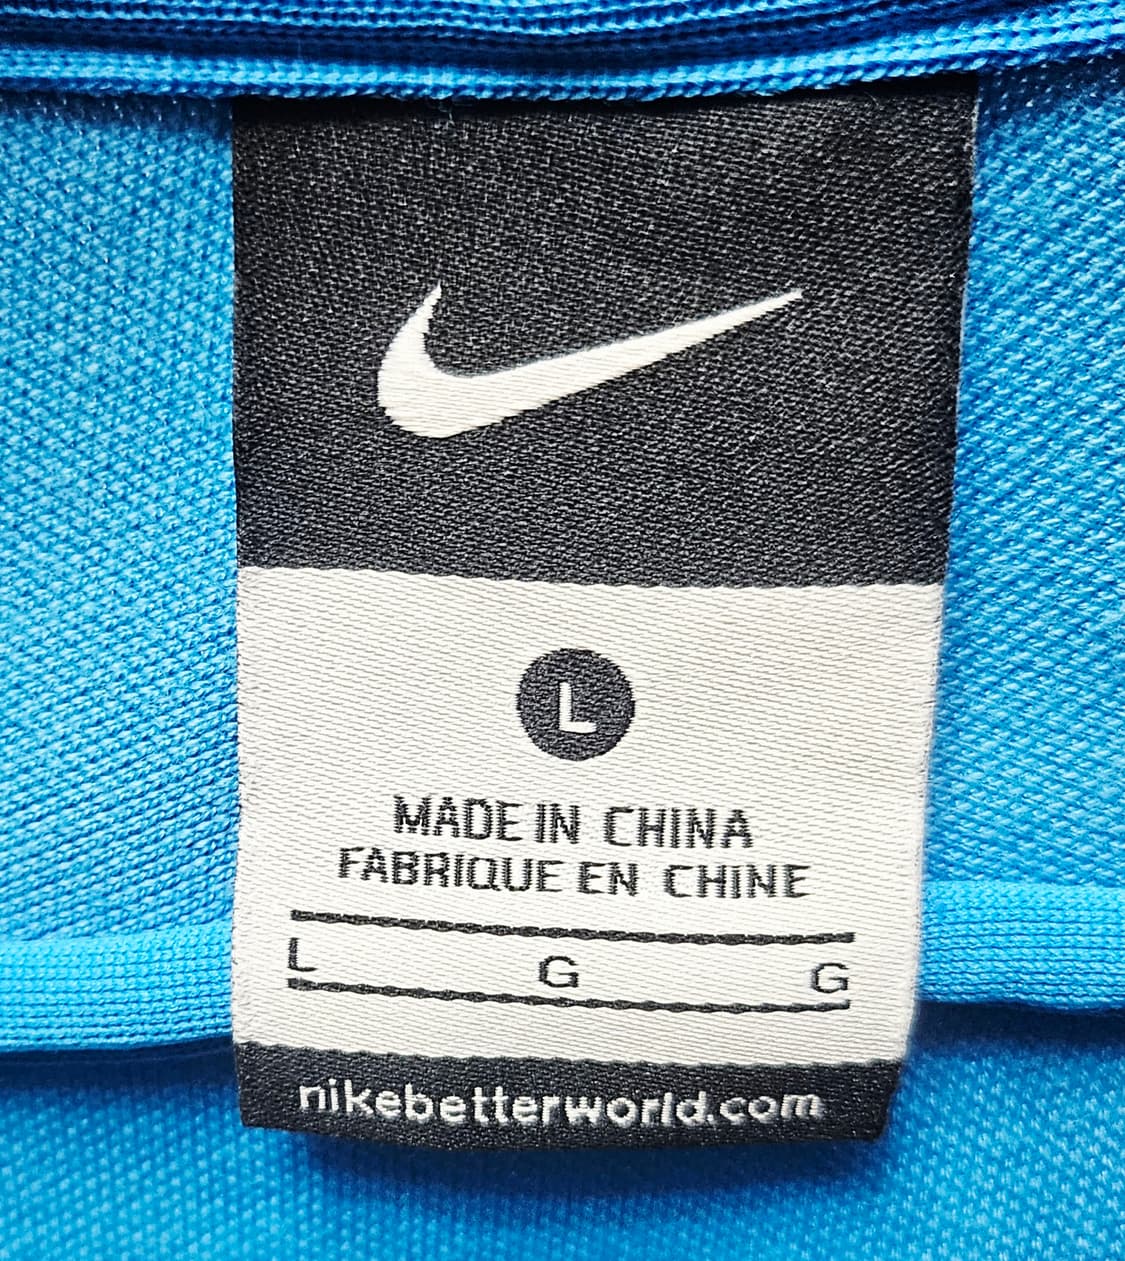 L
MADE IN CHINA
FABRIQUE EN CHINE
L G G
nikebetterworld.com